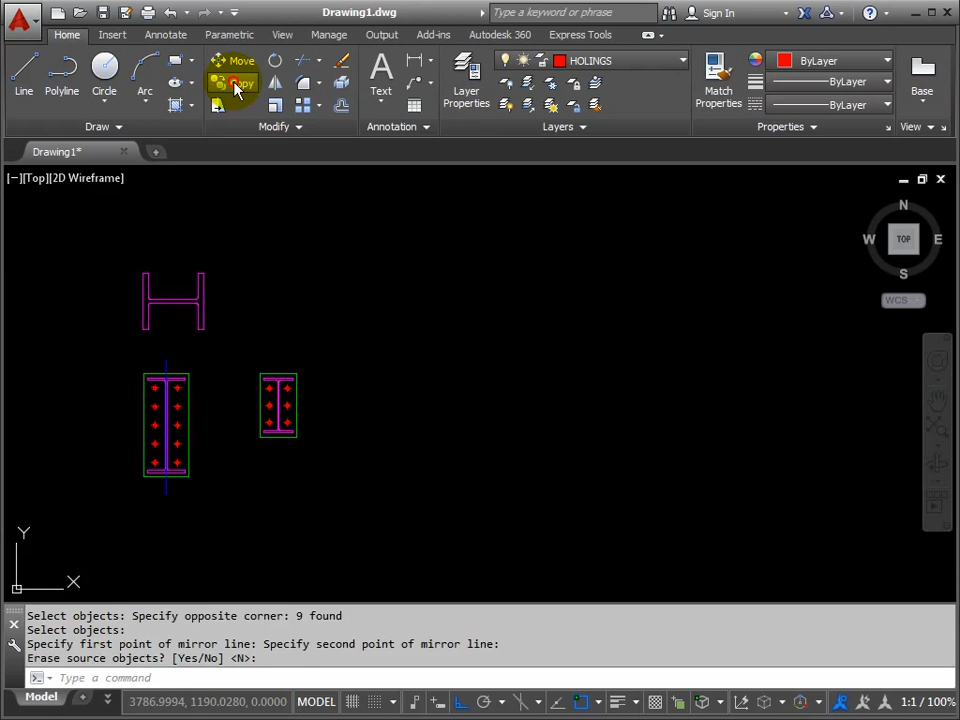 Drawing1.dwg
Type a keyword or phrase
Sign In
Home Insert Annotate Parametric View Manage Output Add-ins Autodesk 360 Express Tools
Line Polyline Circle Arc
Move
Text
Layer Properties
HOLINGS
Match Properties
ByLayer
ByLayer
ByLayer
Base
Draw Modify Annotation Layers Properties View
Drawing1*
[−][Top][2D Wireframe]
N
W TOP E
S
WCS
Y
X
Select objects: Specify opposite corner: 9 found
Select objects:
Specify first point of mirror line: Specify second point of mirror line:
Erase source objects? [Yes/No] <N>:
Type a command
Model
3786.9994, 1190.0280, 0.0000 MODEL 1:1 / 100%